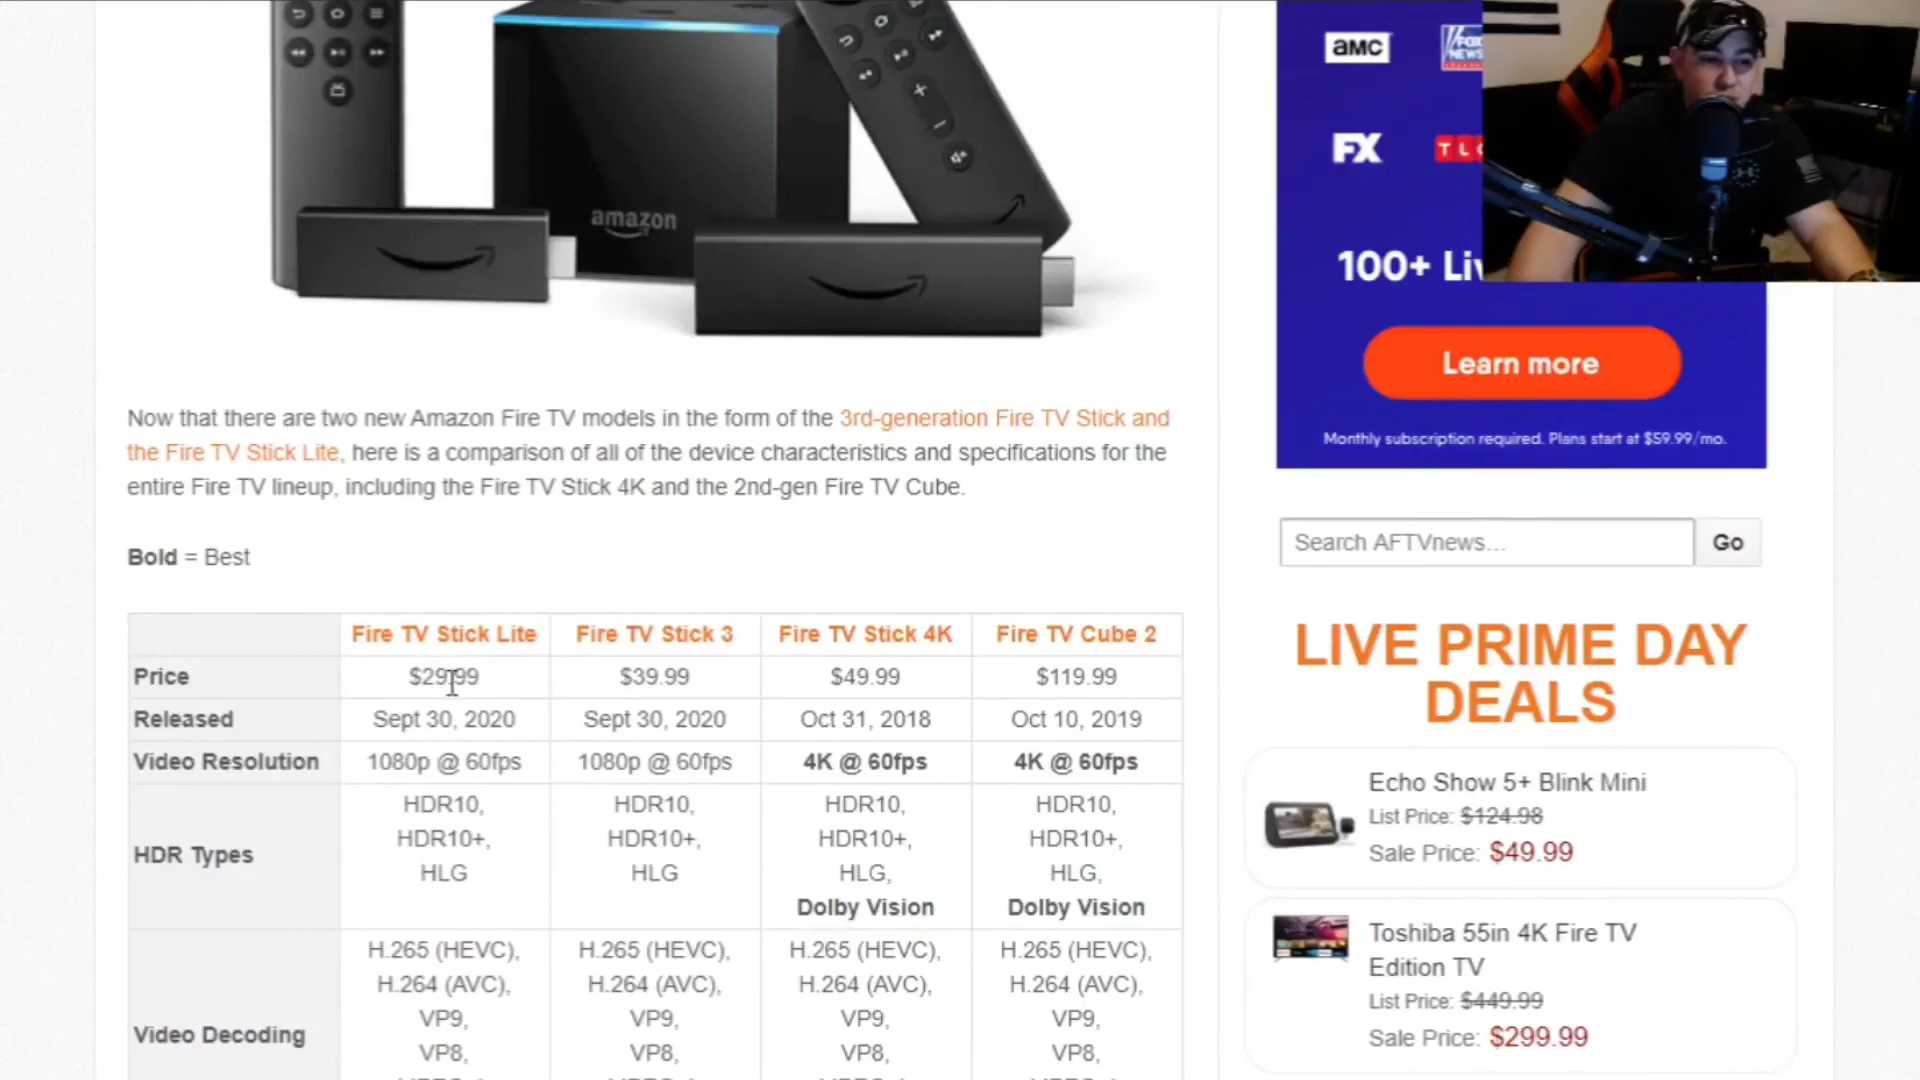 amazon
Now that there are two new Amazon Fire TV models in the form of the 3rd-generation Fire TV Stick and
the Fire TV Stick Lite, here is a comparison of all of the device characteristics and specifications for the
entire Fire TV lineup, including the Fire TV Stick 4K and the 2nd-gen Fire TV Cube.
Bold = Best
Fire TV Stick Lite Fire TV Stick 3 Fire TV Stick 4K Fire TV Cube 2
Price $29.99 $39.99 $49.99 $119.99
Released Sept 30, 2020 Sept 30, 2020 Oct 31, 2018 Oct 10, 2019
Video Resolution 1080p @ 60fps 1080p @ 60fps 4K @ 60fps 4K @ 60fps
HDR Types
HDR10, HDR10, HDR10, HDR10,
HDR10+, HDR10+, HDR10+, HDR10+,
HLG HLG HLG, HLG,
Dolby Vision Dolby Vision
Video Decoding
H.265 (HEVC), H.265 (HEVC), H.265 (HEVC), H.265 (HEVC),
H.264 (AVC), H.264 (AVC), H.264 (AVC), H.264 (AVC),
VP9, VP9, VP9, VP9,
VP8, VP8, VP8, VP8,
aMC FOX NEWS
FX TLC
100+ Liv
Learn more
Monthly subscription required. Plans start at $59.99/mo.
Search AFTVnews... Go
LIVE PRIME DAY
DEALS
Echo Show 5+ Blink Mini
List Price: $124.98
Sale Price: $49.99
Toshiba 55in 4K Fire TV
Edition TV
List Price: $449.99
Sale Price: $299.99